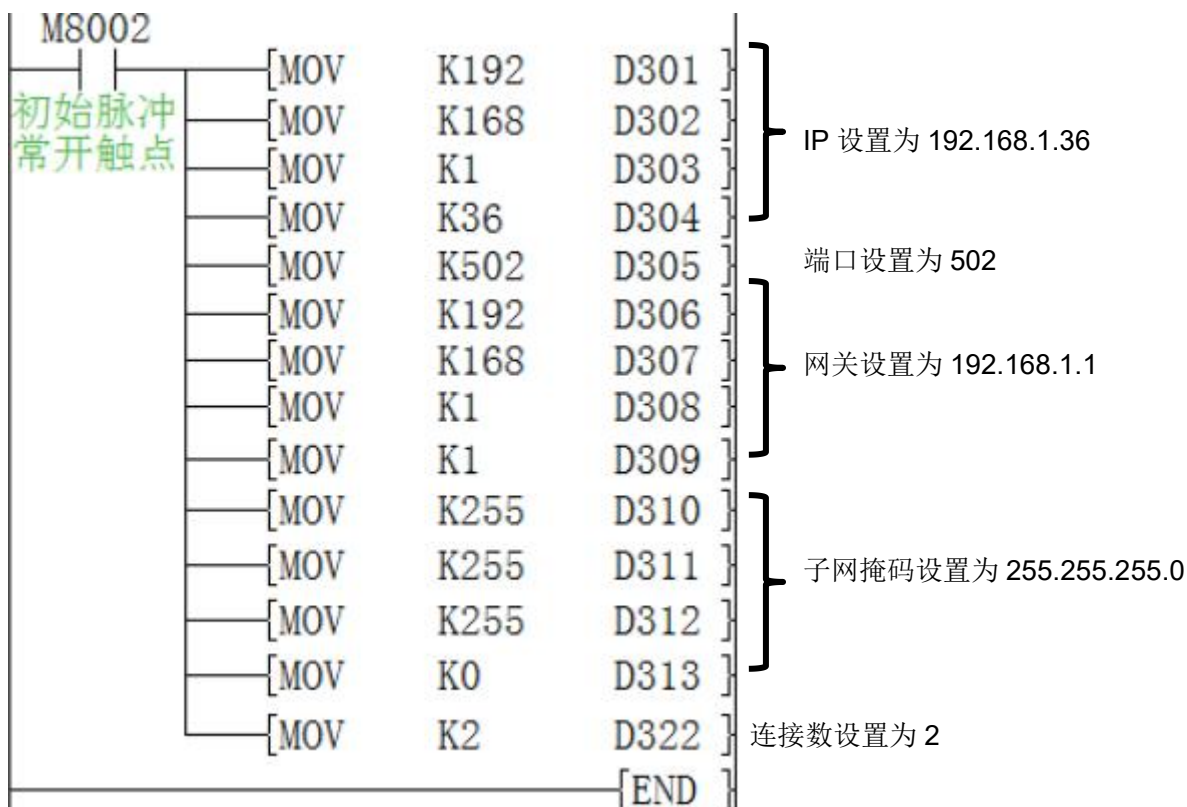 M8002
初始脉冲
常开触点
[MOV K192 D301 ]
[MOV K168 D302 ]
[MOV K1 D303 ]
[MOV K36 D304 ]
IP 设置为 192.168.1.36
[MOV K502 D305 ]
端口设置为 502
[MOV K192 D306 ]
[MOV K168 D307 ]
[MOV K1 D308 ]
[MOV K1 D309 ]
网关设置为 192.168.1.1
[MOV K255 D310 ]
[MOV K255 D311 ]
[MOV K255 D312 ]
[MOV K0 D313 ]
子网掩码设置为 255.255.255.0
[MOV K2 D322 ]
连接数设置为 2
[END ]